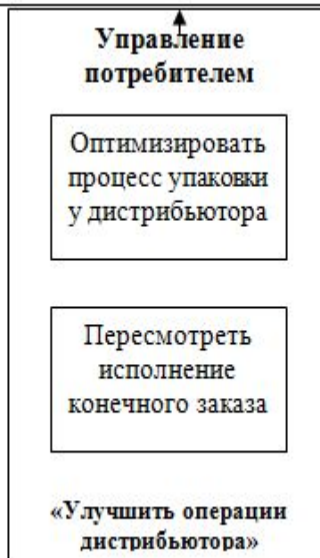 Управление
потребителем
Оптимизировать
процесс упаковки
у дистрибьютора
Пересмотреть
исполнение
конечного заказа
«Улучшить операции
дистрибьютора»